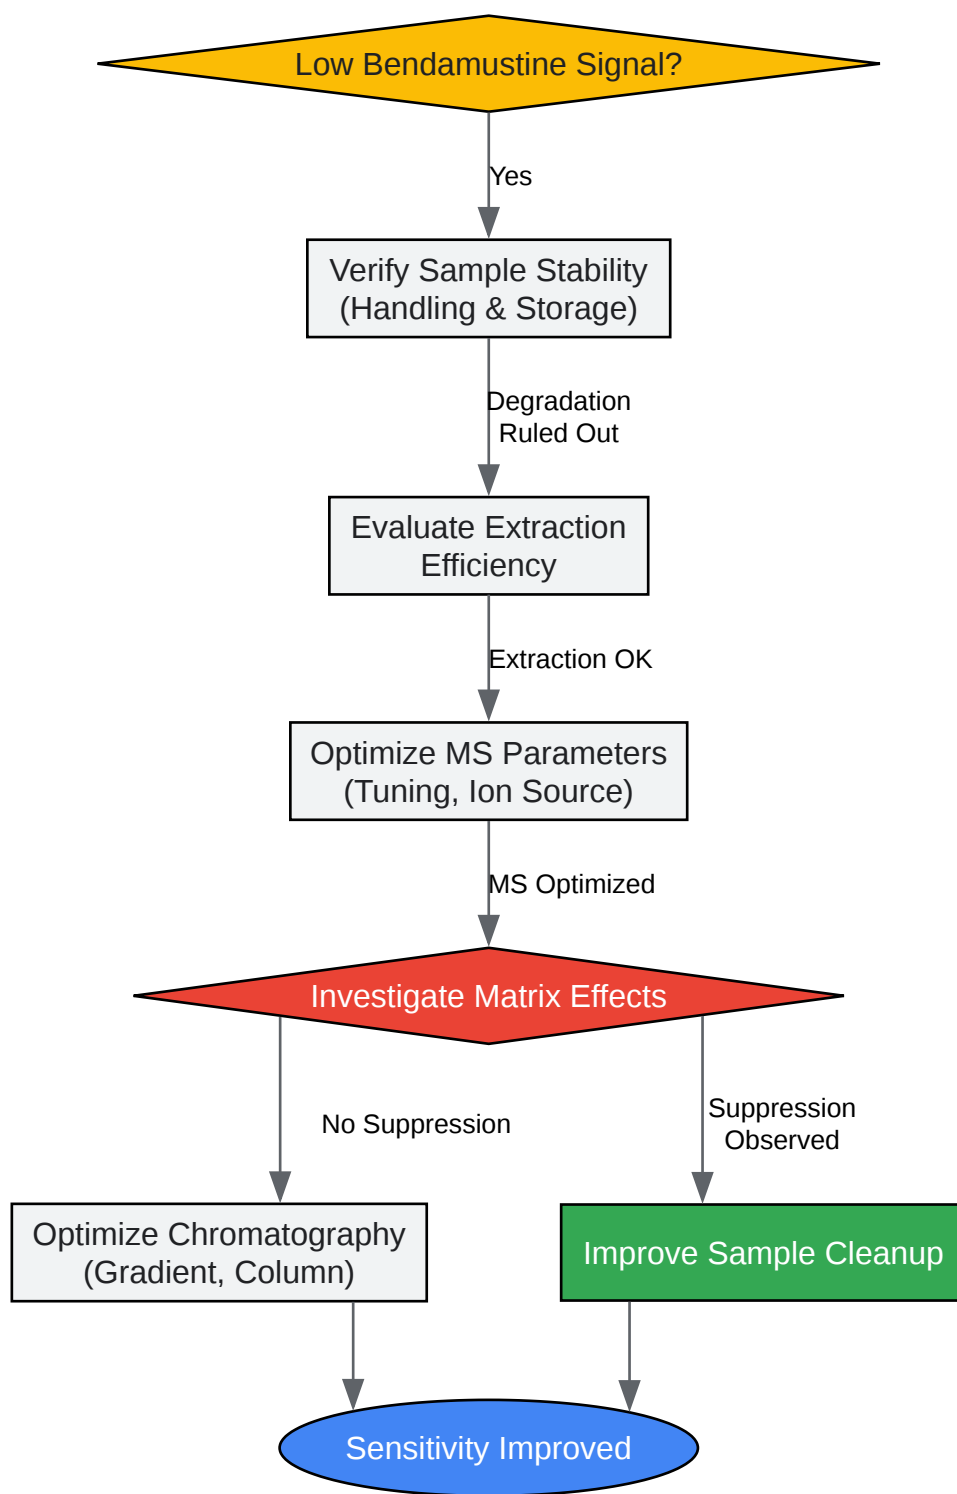 Low Bendamustine Signal?
Yes
Verify Sample Stability
(Handling & Storage)
Degradation
Ruled Out
Evaluate Extraction
Efficiency
Extraction OK
Optimize MS Parameters
(Tuning, Ion Source)
MS Optimized
Investigate Matrix Effects
No Suppression
Suppression
Observed
Optimize Chromatography
(Gradient, Column)
Improve Sample Cleanup
Sensitivity Improved